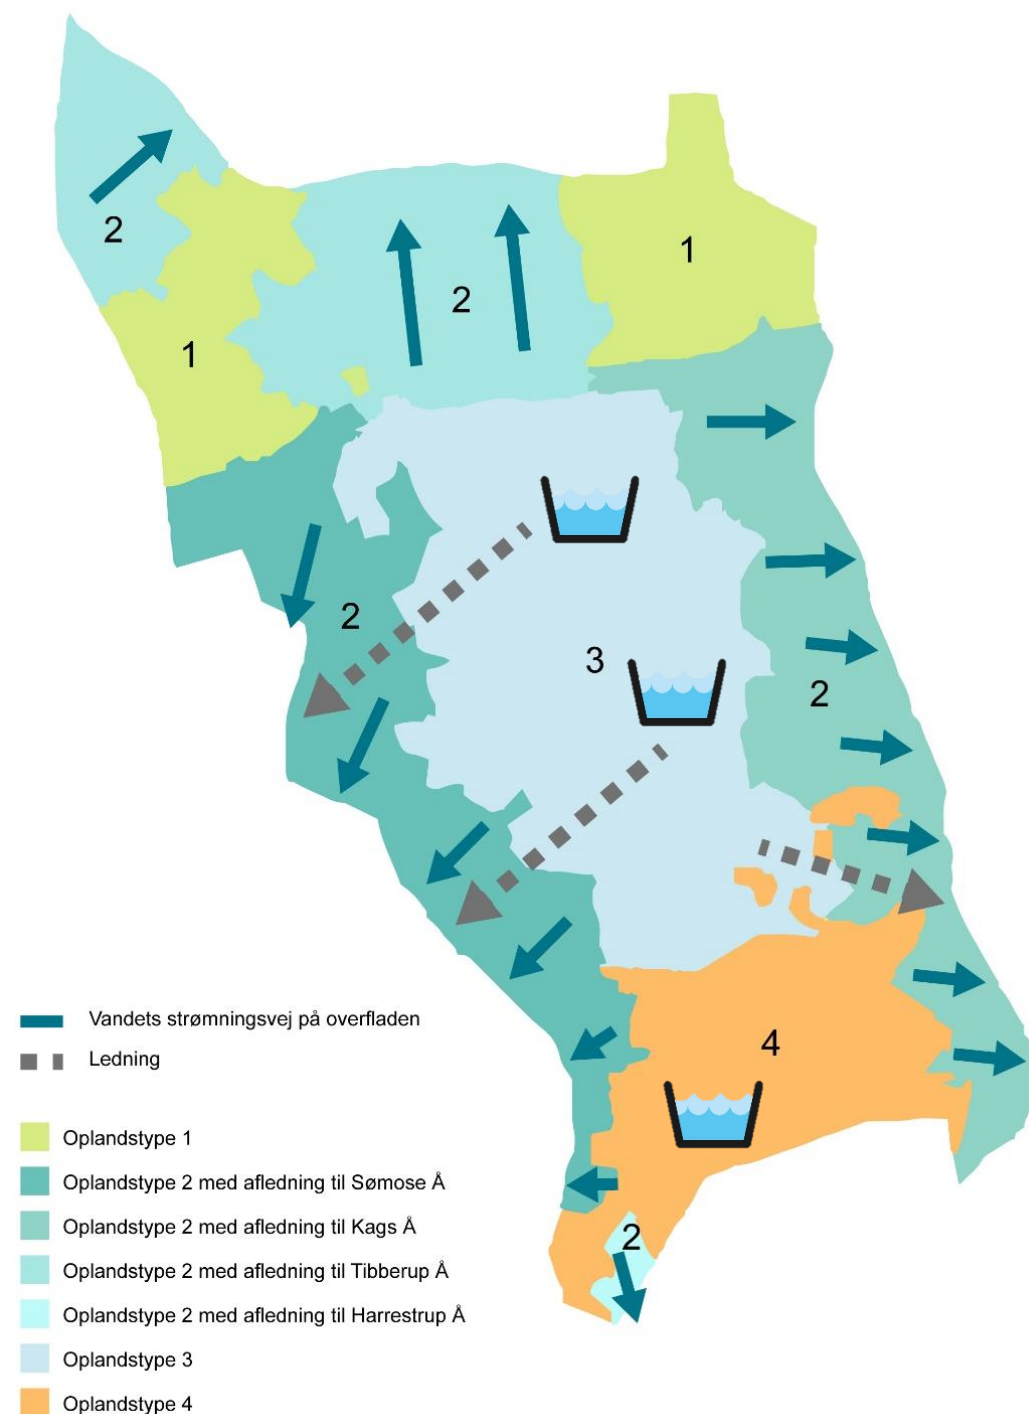 2
1
2
1
2
3
2
4
2
Vandets strømningsvej på overfladen
Ledning
Oplandstype 1
Oplandstype 2 med afledning til Sømose Å
Oplandstype 2 med afledning til Kags Å
Oplandstype 2 med afledning til Tibberup Å
Oplandstype 2 med afledning til Harrestrup Å
Oplandstype 3
Oplandstype 4